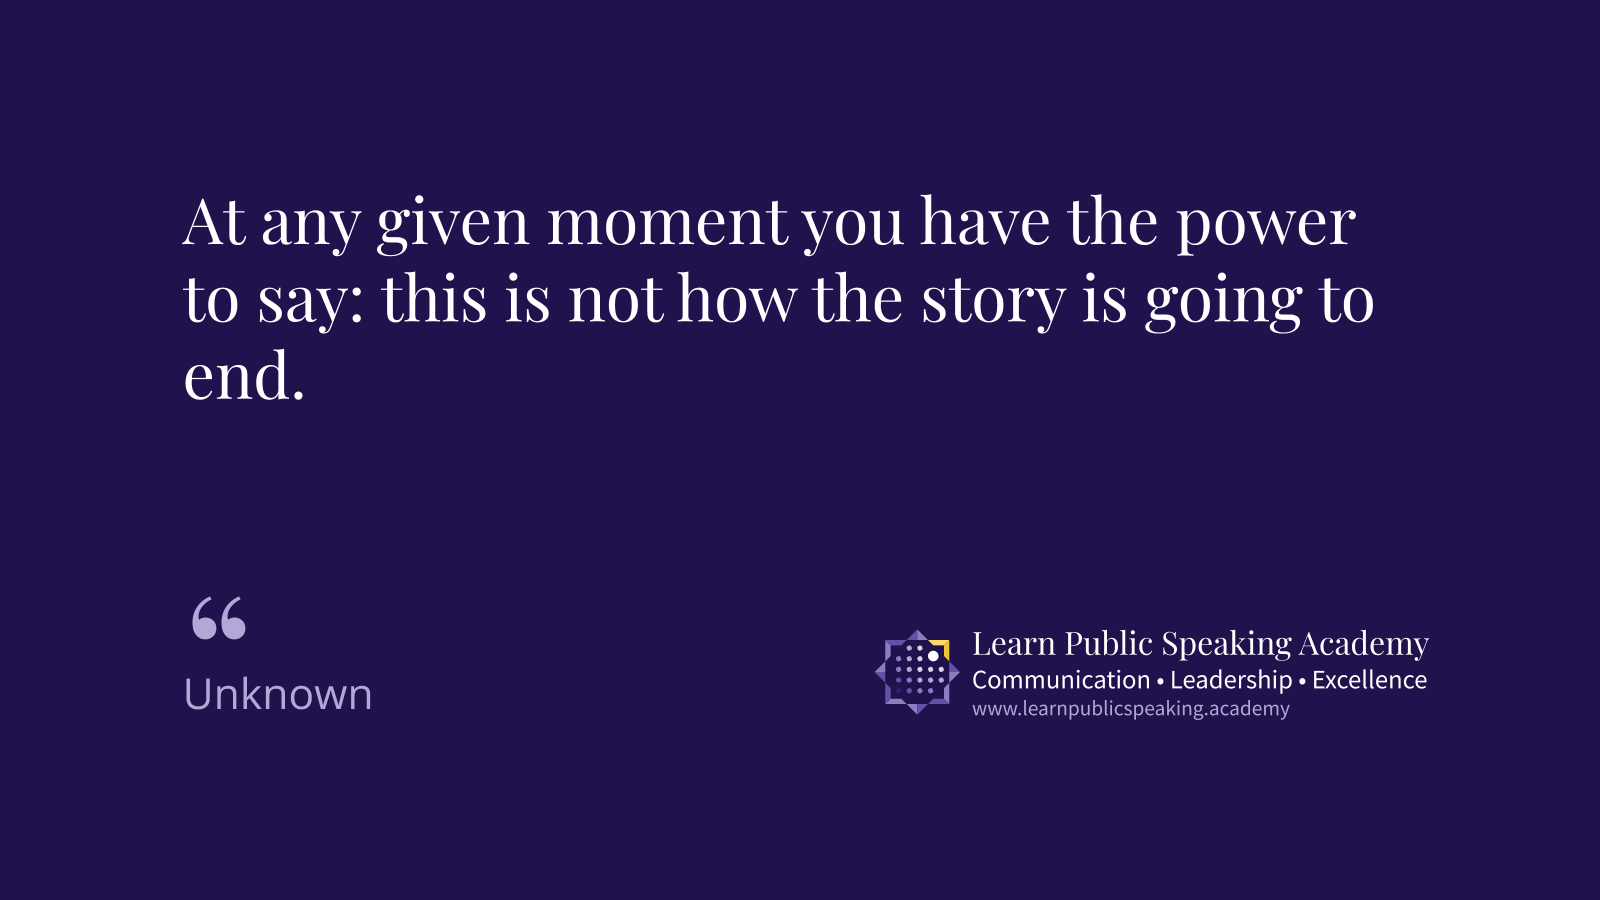 At any given moment you have the power
to say: this is not how the story is going to
end.
“
Unknown
Learn Public Speaking Academy
Communication • Leadership • Excellence
www.learnpublicspeaking.academy